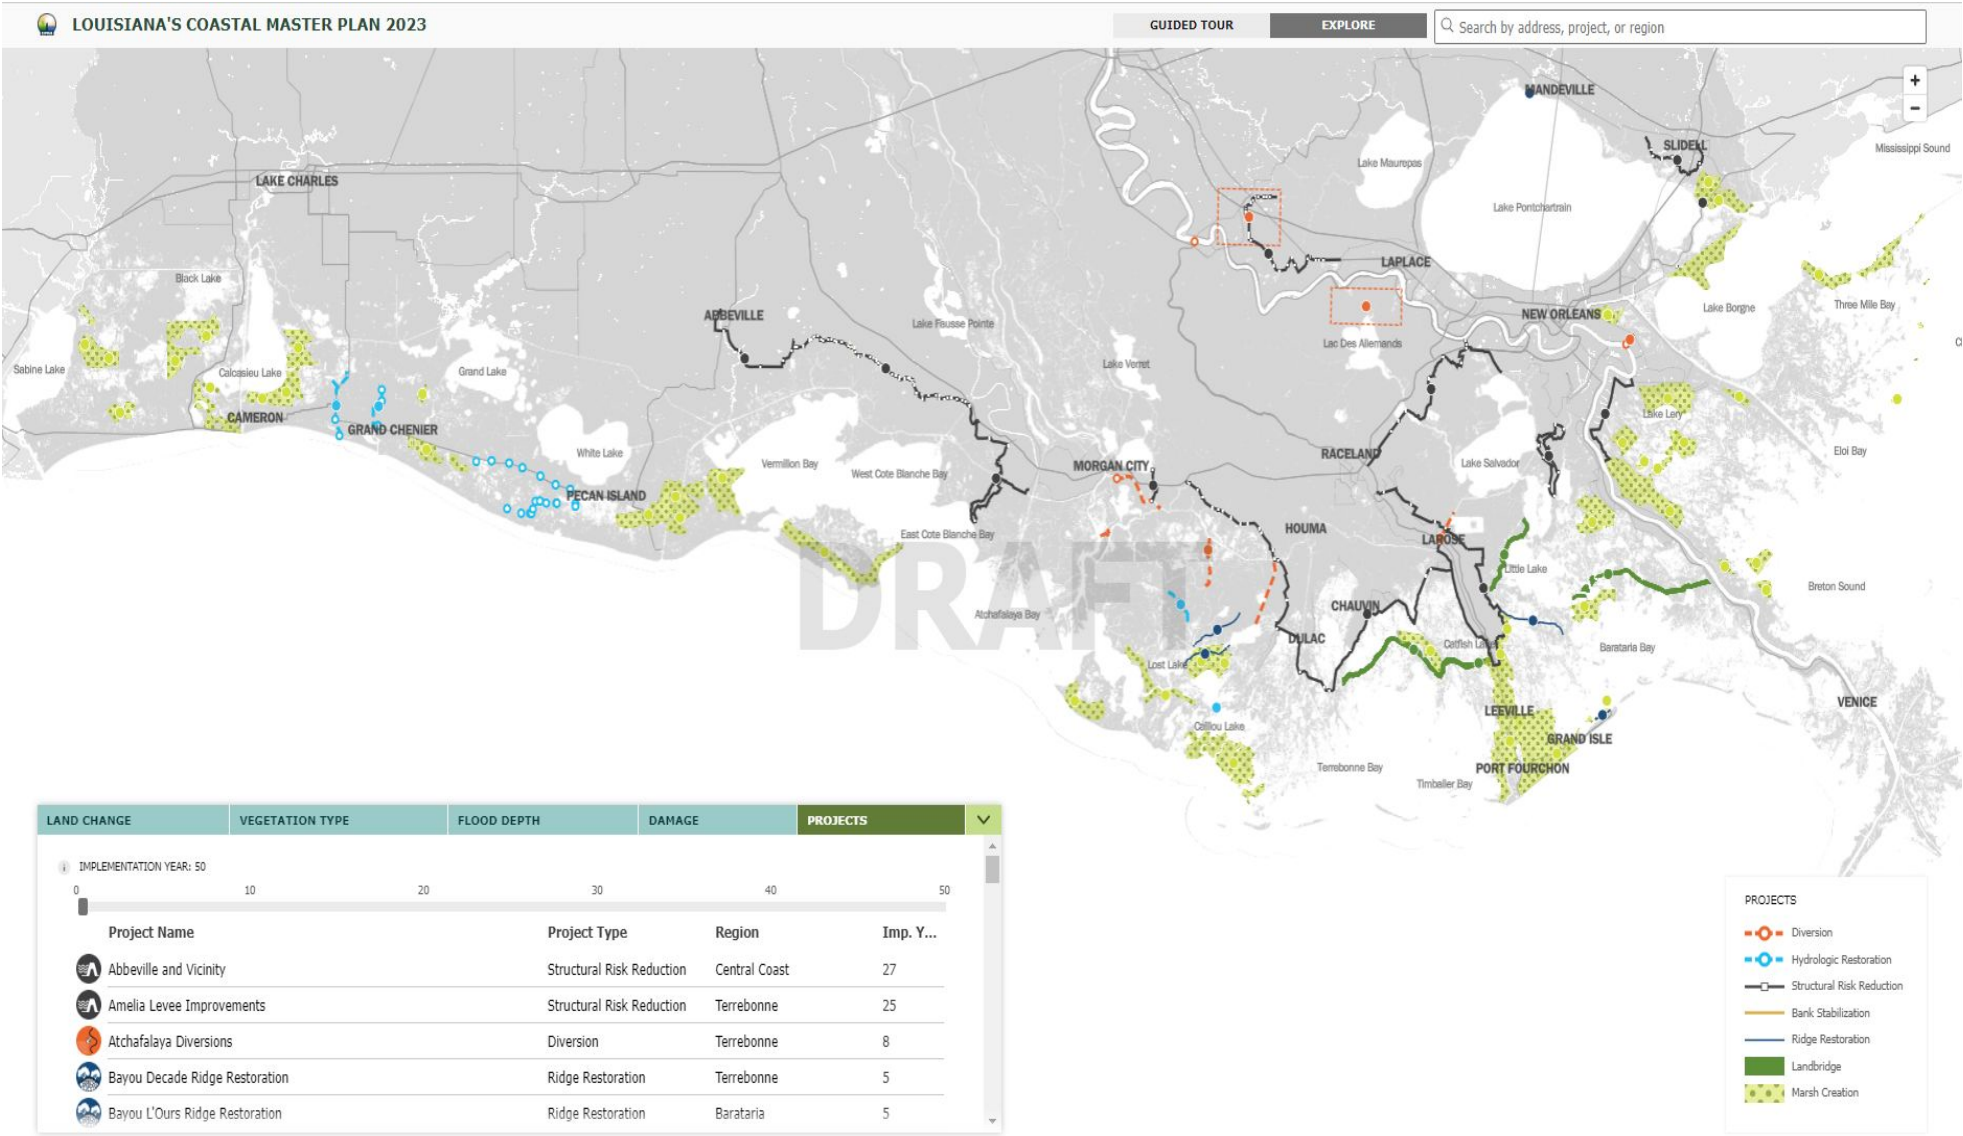 LOUISIANA'S COASTAL MASTER PLAN 2023
GUIDED TOUR
EXPLORE
Search by address, project, or region
+
−
MANDEVILLE
SLIDELL
Mississippi Sound
Lake Maurepas
LAKE CHARLES
Lake Pontchartrain
LAPLACE
Black Lake
Lake Borgne
Three Mile Bay
ABBEVILLE
Lake Fausse Pointe
NEW ORLEANS
Lac Des Allemands
Sabine Lake
Calcasieu Lake
Grand Lake
Lake Verret
CAMERON
GRAND CHENIER
Lake Lery
White Lake
RACELAND
Eloi Bay
Vermilion Bay
West Cote Blanche Bay
MORGAN CITY
Lake Salvador
PECAN ISLAND
East Cote Blanche Bay
HOUMA
LAROSE
DRAFT
Little Lake
Breton Sound
Atchafalaya Bay
CHAUVIN
DULAC
Catfish Lake
Barataria Bay
Lost Lake
VENICE
LEEVILLE
Caillou Lake
GRAND ISLE
Terrebonne Bay
PORT FOURCHON
Timbalier Bay
LAND CHANGE
VEGETATION TYPE
FLOOD DEPTH
DAMAGE
PROJECTS
i IMPLEMENTATION YEAR: 50
0 10 20 30 40 50
Project Name Project Type Region Imp. Y...
Abbeville and Vicinity Structural Risk Reduction Central Coast 27
Amelia Levee Improvements Structural Risk Reduction Terrebonne 25
Atchafalaya Diversions Diversion Terrebonne 8
Bayou Decade Ridge Restoration Ridge Restoration Terrebonne 5
Bayou L'Ours Ridge Restoration Ridge Restoration Barataria 5
PROJECTS
Diversion
Hydrologic Restoration
Structural Risk Reduction
Bank Stabilization
Ridge Restoration
Landbridge
Marsh Creation